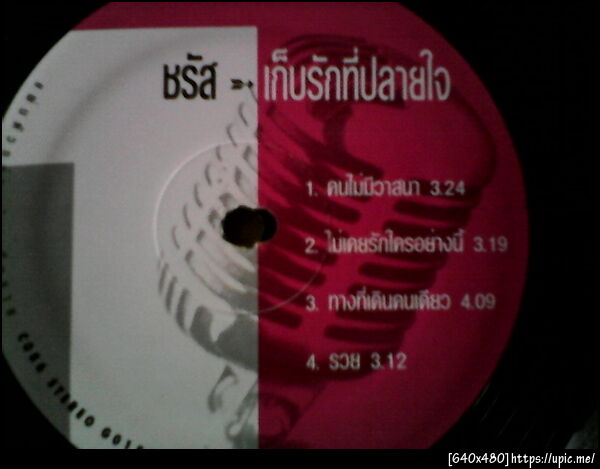 ชรัส เก็บรักที่ปลายใจ
1. คนไม่มีวาสนา 3.24
2. ไม่เคยรักใครอย่างนี้ 3.19
3. ทางที่เดินคนเดียว 4.09
4. รวย 3.12
STEREO
[640x480]https://upic.me/